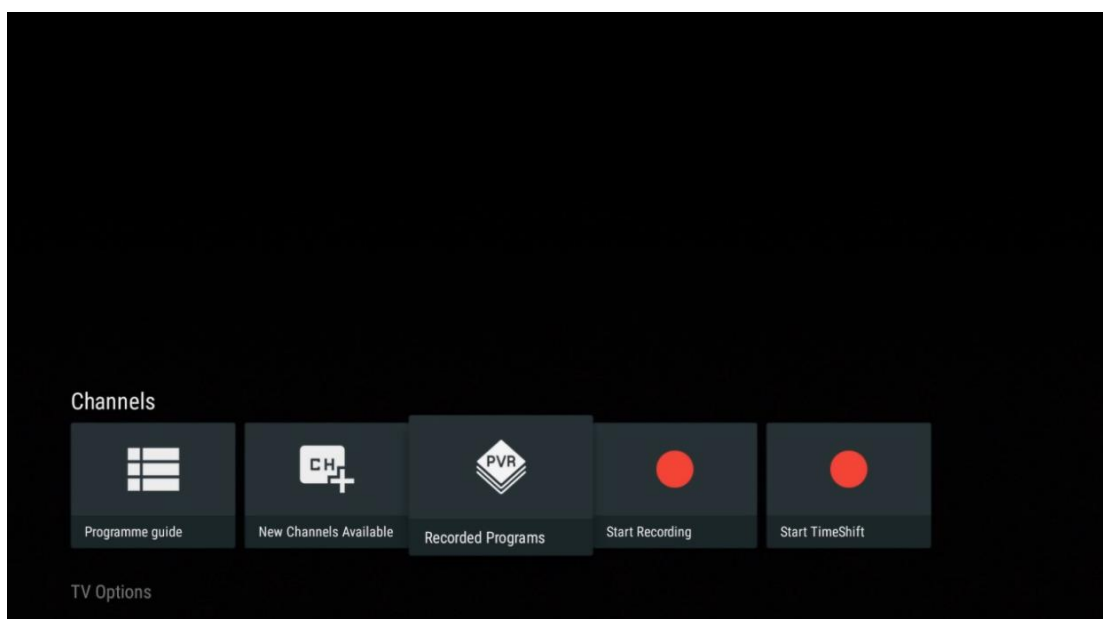 Channels
CH
PVR
Programme guide
New Channels Available
Recorded Programs
Start Recording
Start TimeShift
TV Options